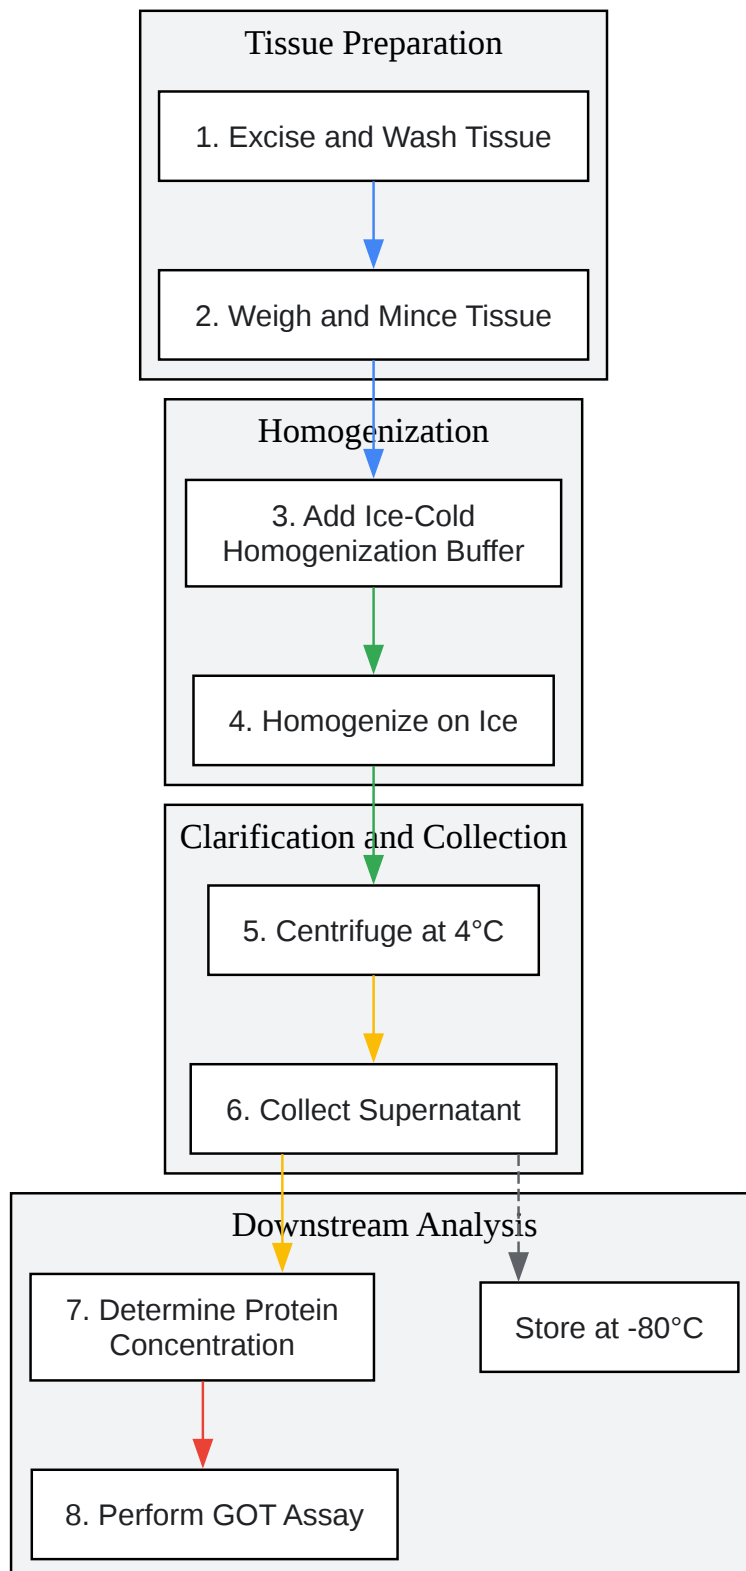 Tissue Preparation
1. Excise and Wash Tissue
2. Weigh and Mince Tissue
Homogenization
3. Add Ice-Cold
Homogenization Buffer
4. Homogenize on Ice
Clarification and Collection
5. Centrifuge at 4°C
6. Collect Supernatant
Downstream Analysis
7. Determine Protein
Concentration
Store at -80°C
8. Perform GOT Assay